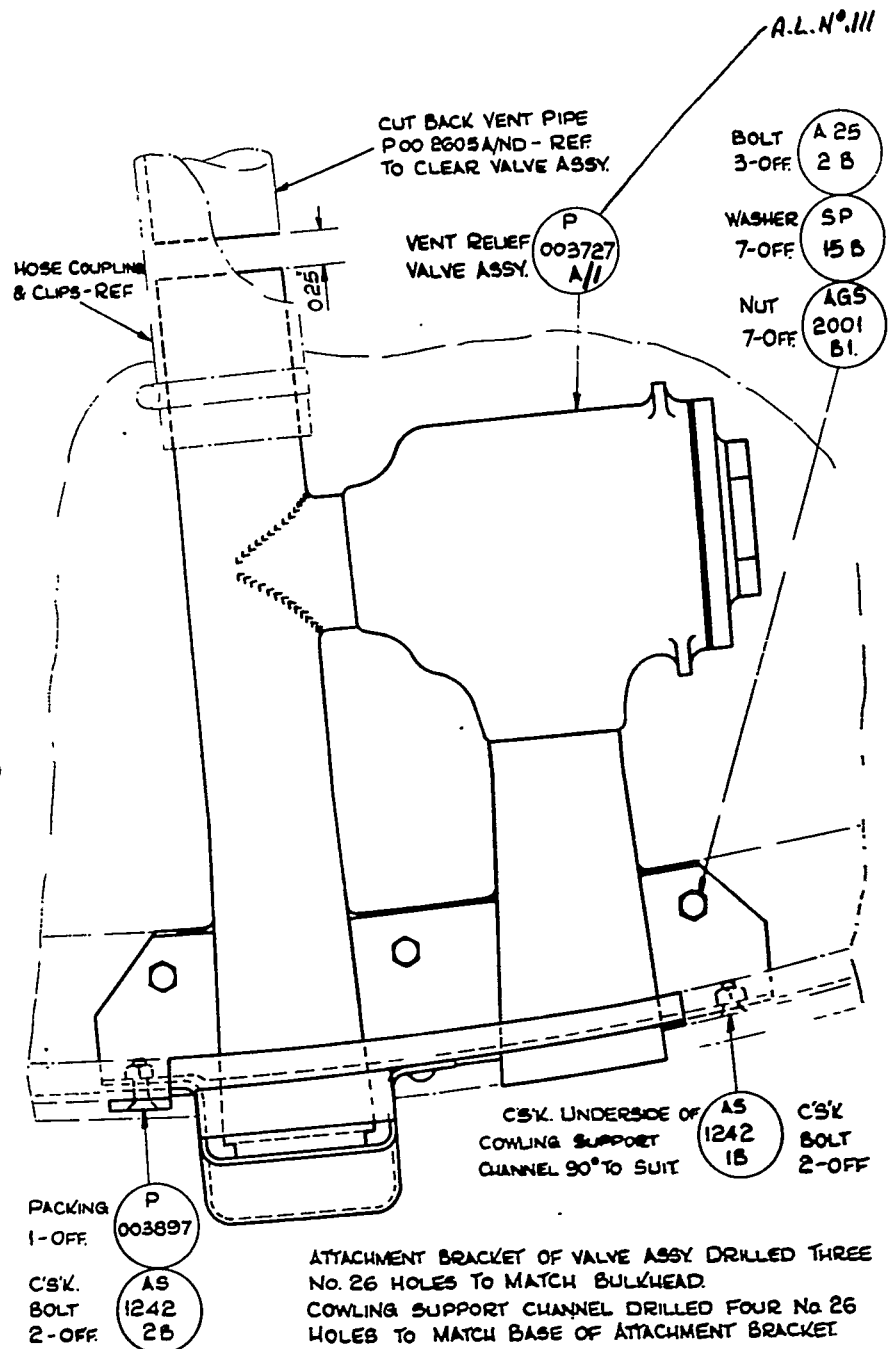 A.L. Nº.111
CUT BACK VENT PIPE
P00 2605A/ND - REF.
TO CLEAR VALVE ASSY.
BOLT
3-OFF.
A 25
2 B
VENT RELIEF
VALVE ASSY.
P
003727
A/1
WASHER
7-OFF.
SP
15 B
HOSE COUPLING
& CLIPS-REF
0.25"
NUT
7-OFF.
AGS
2001
B1.
C'S'K. UNDERSIDE OF
COWLING SUPPORT
CHANNEL 90° TO SUIT
AS
1242
1B
C'S'K
BOLT
2-OFF
PACKING
1-OFF.
P
003897
C'S'K.
BOLT
2-OFF.
AS
1242
2B
ATTACHMENT BRACKET OF VALVE ASSY. DRILLED THREE
No. 26 HOLES TO MATCH BULKHEAD.
COWLING SUPPORT CHANNEL DRILLED FOUR No. 26
HOLES TO MATCH BASE OF ATTACHMENT BRACKET.